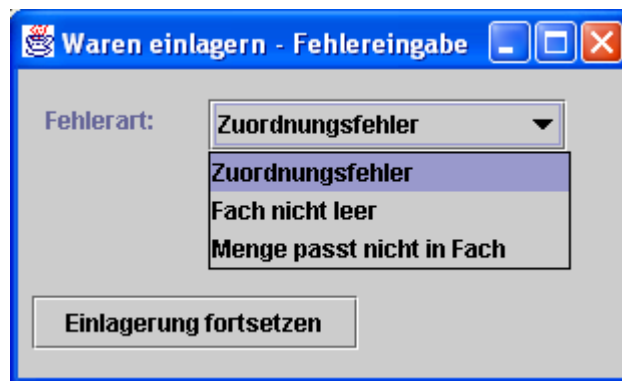 Waren einlagern - Fehlereingabe
Fehlerart: Zuordnungsfehler
Zuordnungsfehler
Fach nicht leer
Menge passt nicht in Fach
Einlagerung fortsetzen